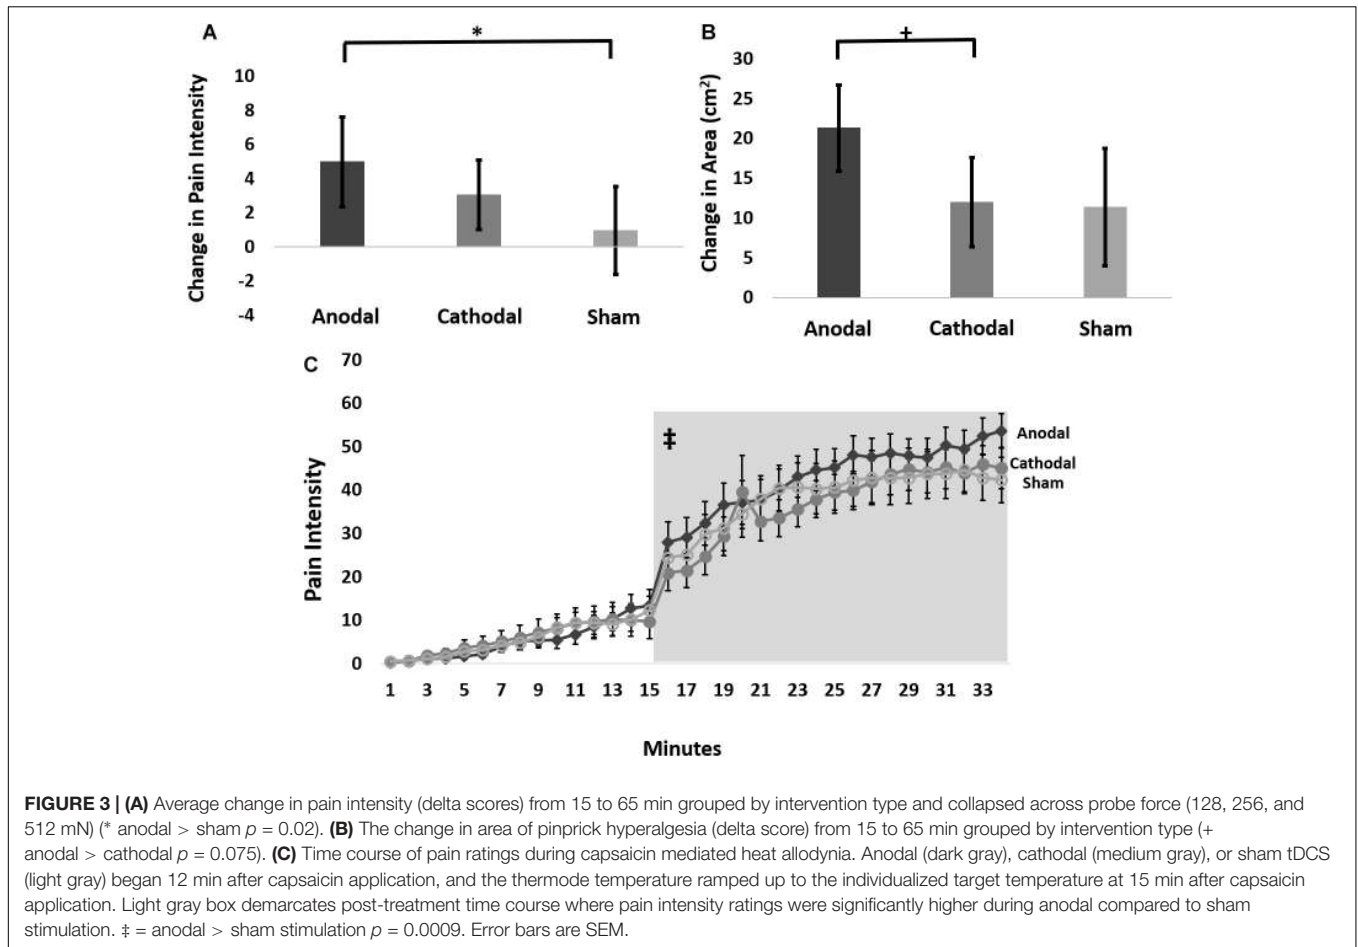 A
*
10
8
6
4
2
0
-2
-4
Change in Pain Intensity
Anodal Cathodal Sham
B
+
30
25
20
15
10
5
0
Change in Area (cm²)
Anodal Cathodal Sham
C
70
60
50
40
30
20
10
0
Pain Intensity
‡
Anodal
Cathodal
Sham
1 3 5 7 9 11 13 15 17 19 21 23 25 27 29 31 33
Minutes
FIGURE 3 | (A) Average change in pain intensity (delta scores) from 15 to 65 min grouped by intervention type and collapsed across probe force (128, 256, and
512 mN) (* anodal > sham p = 0.02). (B) The change in area of pinprick hyperalgesia (delta score) from 15 to 65 min grouped by intervention type (+
anodal > cathodal p = 0.075). (C) Time course of pain ratings during capsaicin mediated heat allodynia. Anodal (dark gray), cathodal (medium gray), or sham tDCS
(light gray) began 12 min after capsaicin application, and the thermode temperature ramped up to the individualized target temperature at 15 min after capsaicin
application. Light gray box demarcates post-treatment time course where pain intensity ratings were significantly higher during anodal compared to sham
stimulation. ‡ = anodal > sham stimulation p = 0.0009. Error bars are SEM.